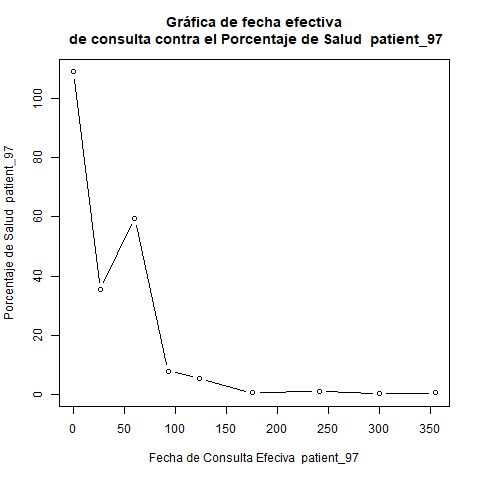 Gráfica de fecha efectiva
de consulta contra el Porcentaje de Salud patient_97
Porcentaje de Salud patient_97
100
80
60
40
20
0
0 50 100 150 200 250 300 350
Fecha de Consulta Efeciva patient_97